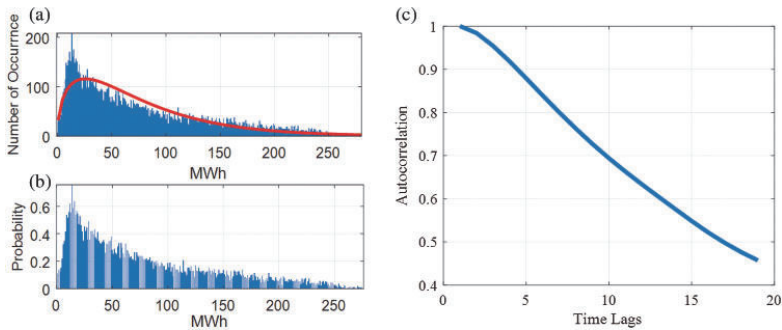 (a)
Number of Occurrmce
200
100
0
0 50 100 150 200 250
MWh
(b)
Probability
0.6
0.4
0.2
0
0 50 100 150 200 250
MWh
(c)
Autocorrelation
1
0.9
0.8
0.7
0.6
0.5
0.4
0 5 10 15 20
Time Lags